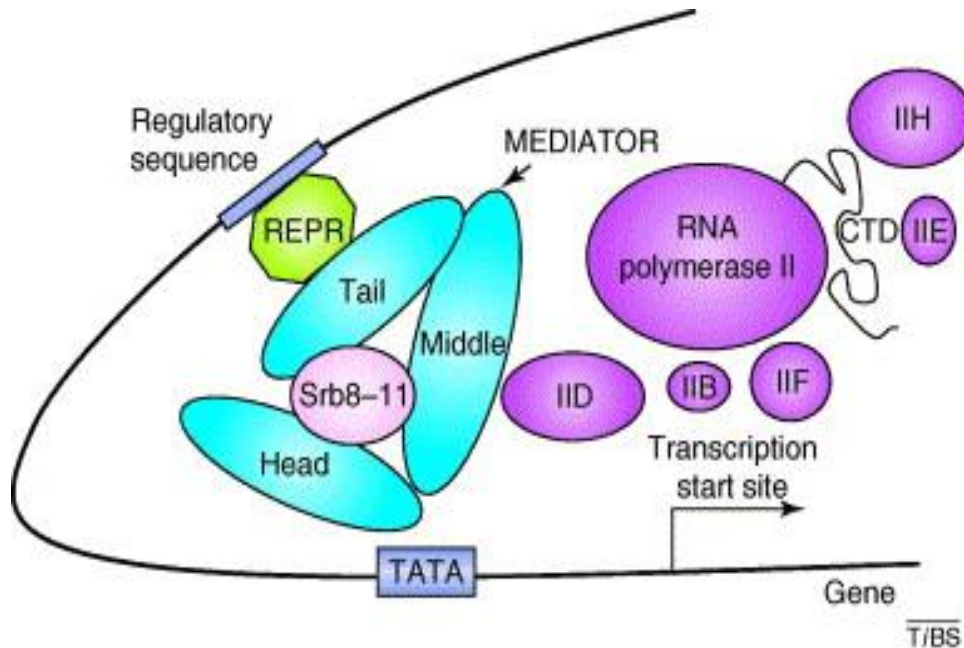 Regulatory
sequence
MEDIATOR
IIH
REPR
RNA
polymerase II
CTD
IIE
Tail
Middle
Srb8–11
IID
IIB
IIF
Head
Transcription
start site
TATA
Gene
TiBS